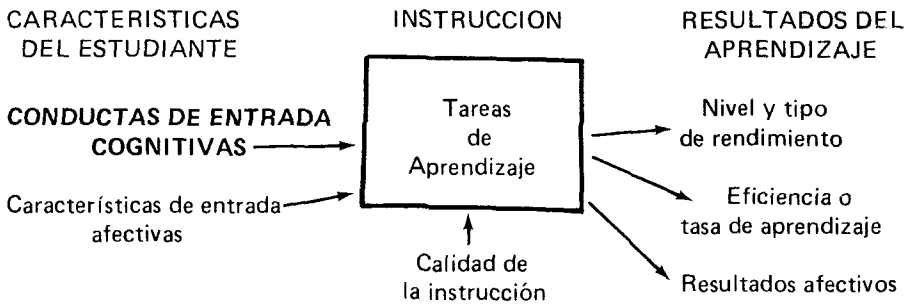 CARACTERISTICAS
DEL ESTUDIANTE
CONDUCTAS DE ENTRADA
COGNITIVAS
Características de entrada
afectivas
INSTRUCCION
Tareas
de
Aprendizaje
Calidad de
la instrucción
RESULTADOS DEL
APRENDIZAJE
Nivel y tipo
de rendimiento
Eficiencia o
tasa de aprendizaje
Resultados afectivos